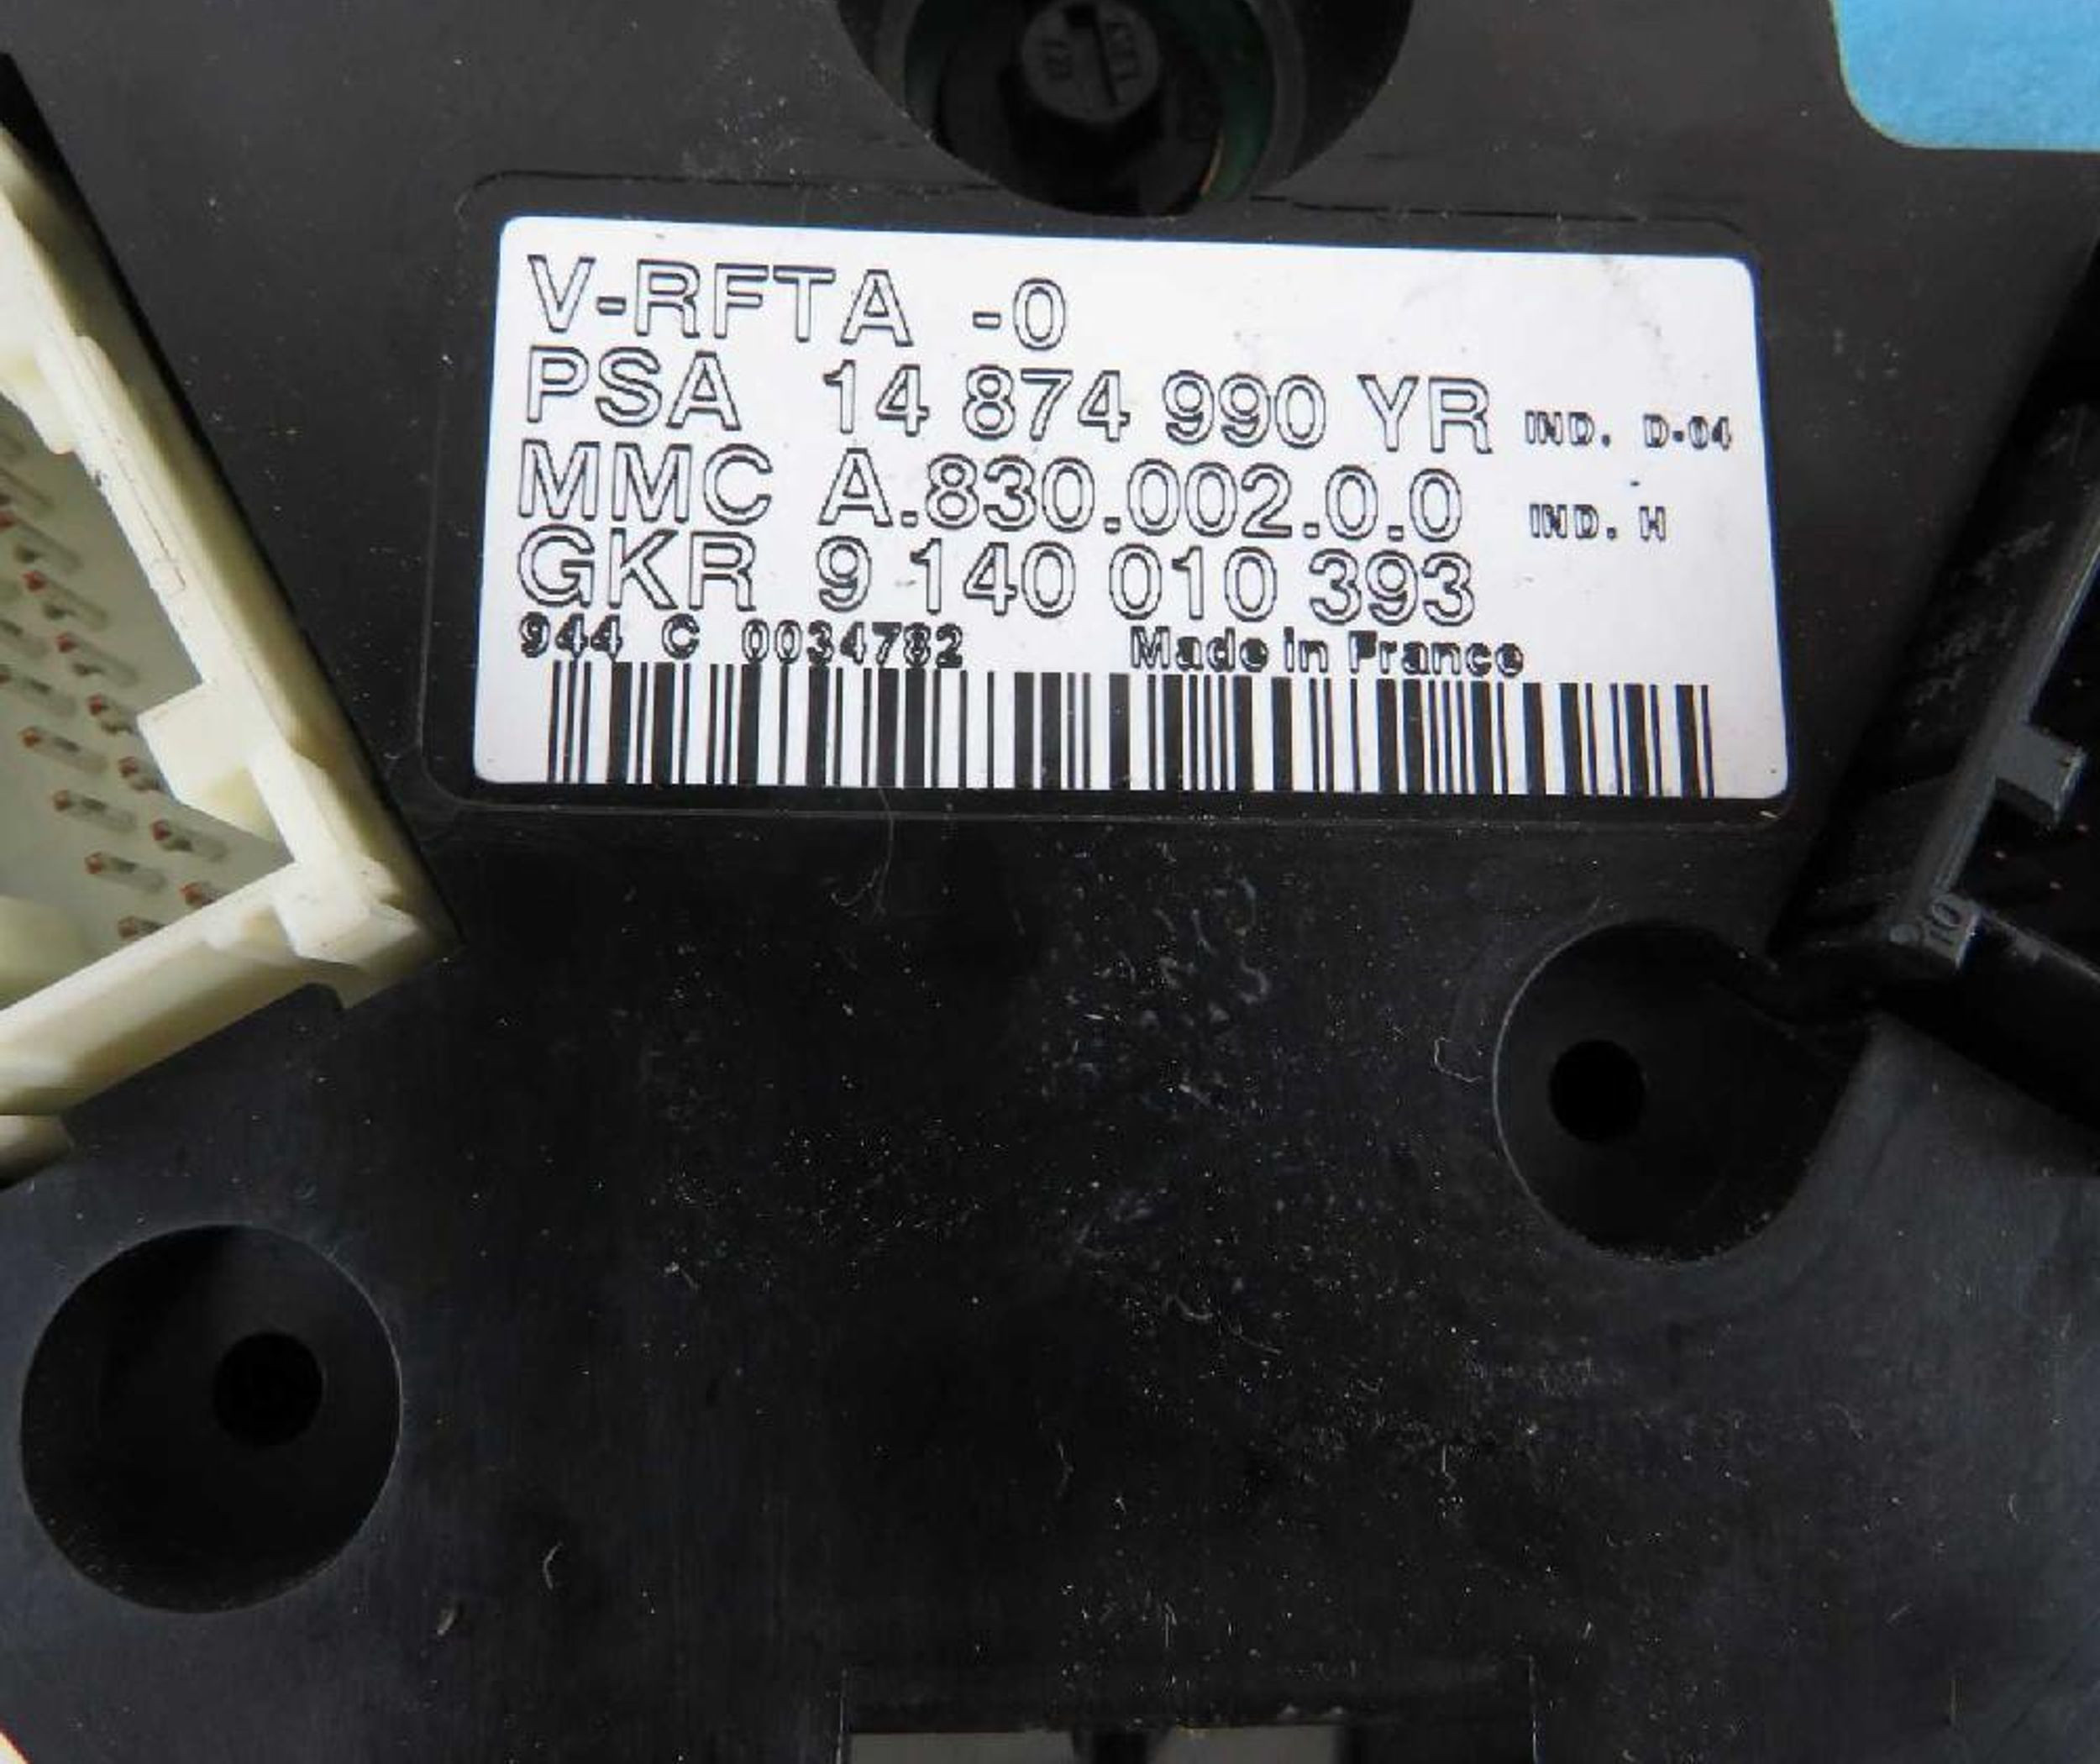 V-RFTA -0
PSA 14 874 990 YR IND. D-04
MMC A.830.002.0.0 IND. H
GKR 9 140 010 393
944 C 0034782 Made in France
10